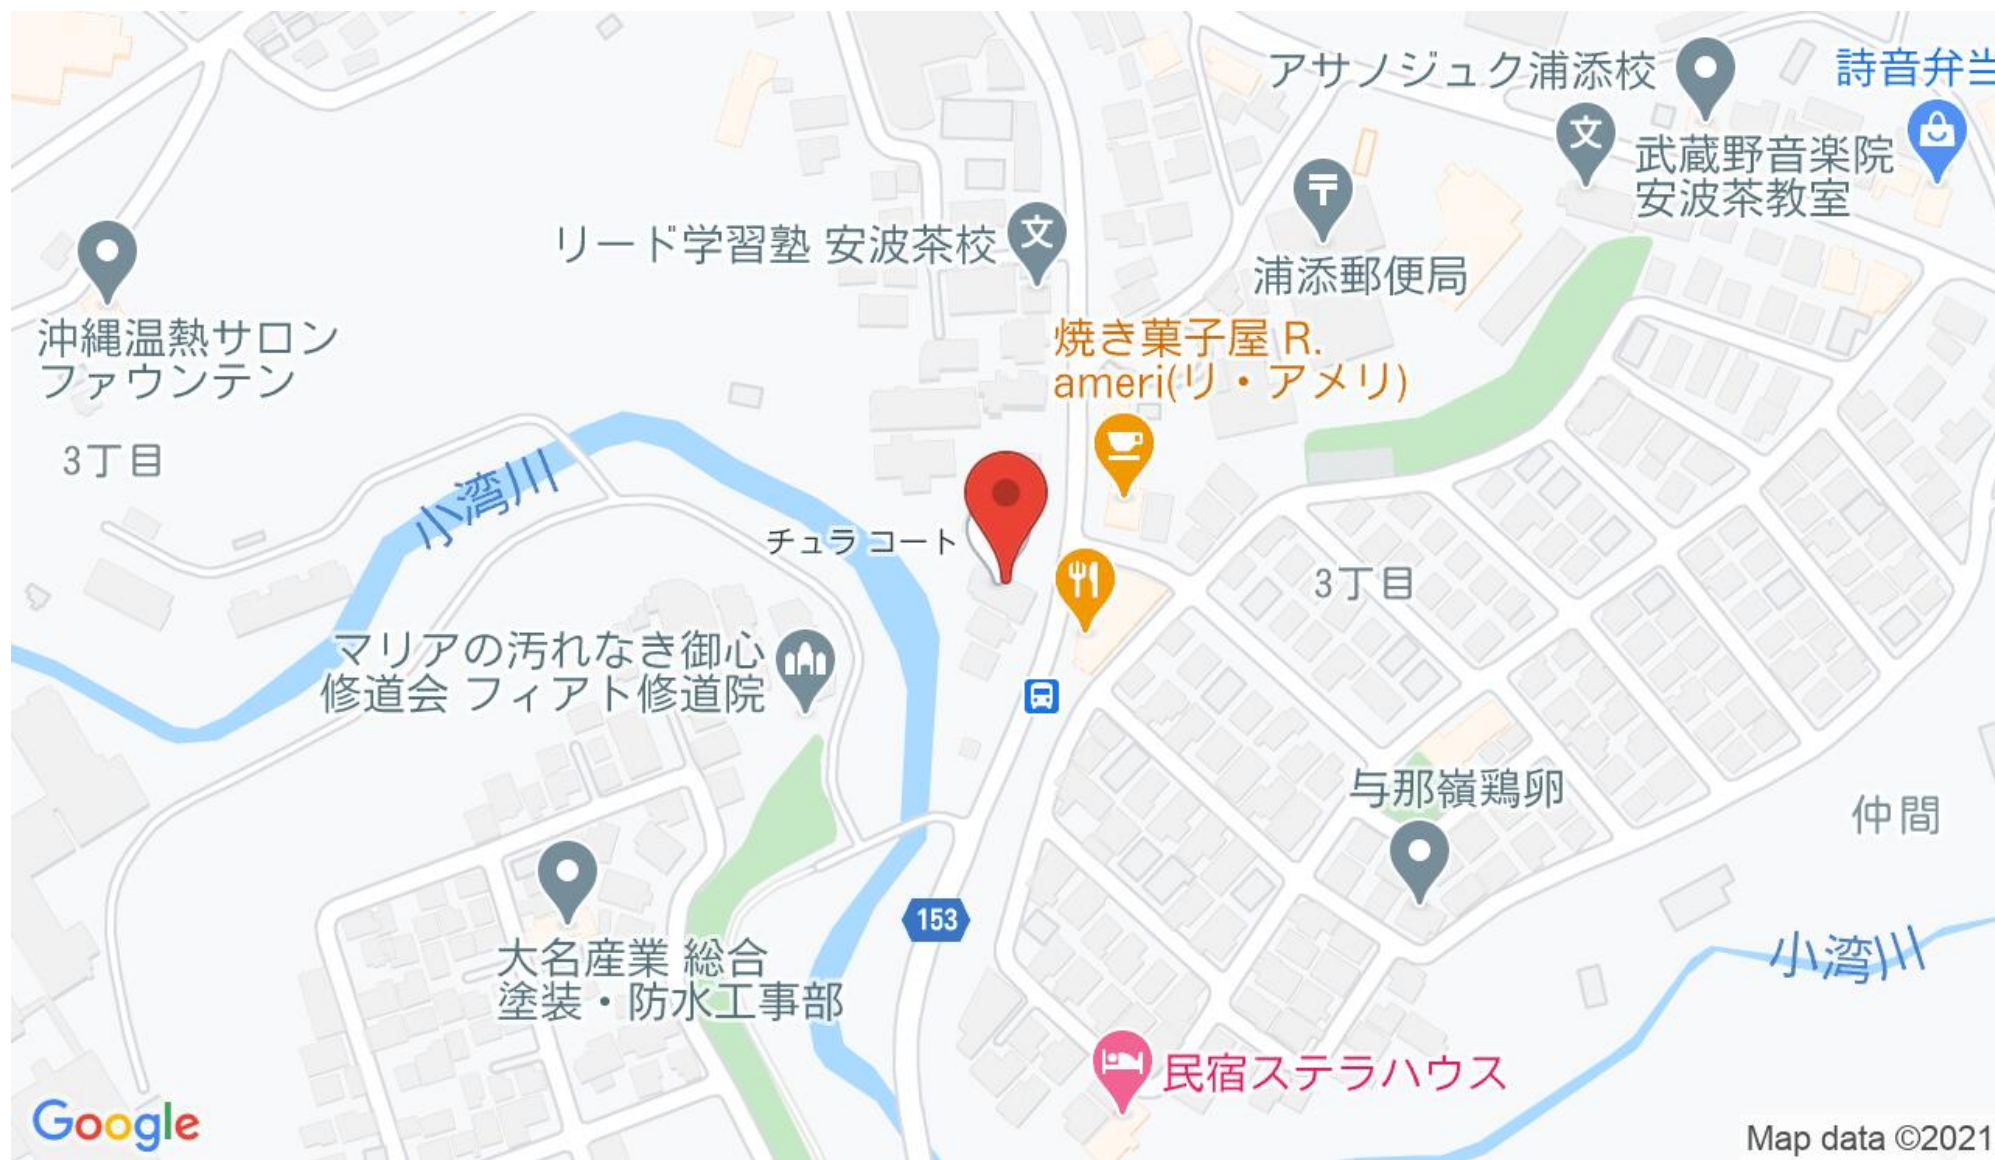 アサノジュク浦添校
詩音弁当
武蔵野音楽院
安波茶教室
リード学習塾 安波茶校
浦添郵便局
沖縄温熱サロン
ファウンテン
焼き菓子屋 R.
ameri(リ・アメリ)
3丁目
小湾川
チュラ コート
3丁目
マリアの汚れなき御心
修道会 フィアト修道院
与那嶺鶏卵
仲間
153
大名産業 総合
塗装・防水工事部
小湾川
民宿ステラハウス
Google
Map data ©2021